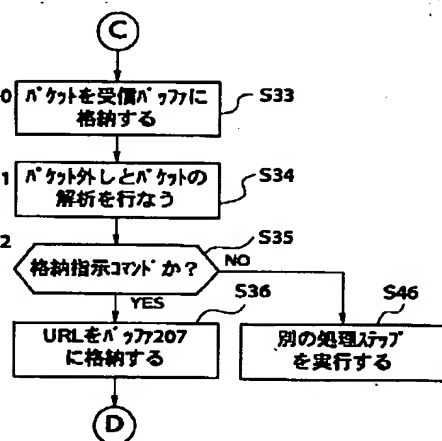 C
0
パケットを受信バッファに
格納する
S33
1
パケット外しとパケットの
解析を行なう
S34
2
格納指示コマンドか？
S35
NO
YES
S36
S46
URLをバッファ207
に格納する
別の処理ステップ
を実行する
D